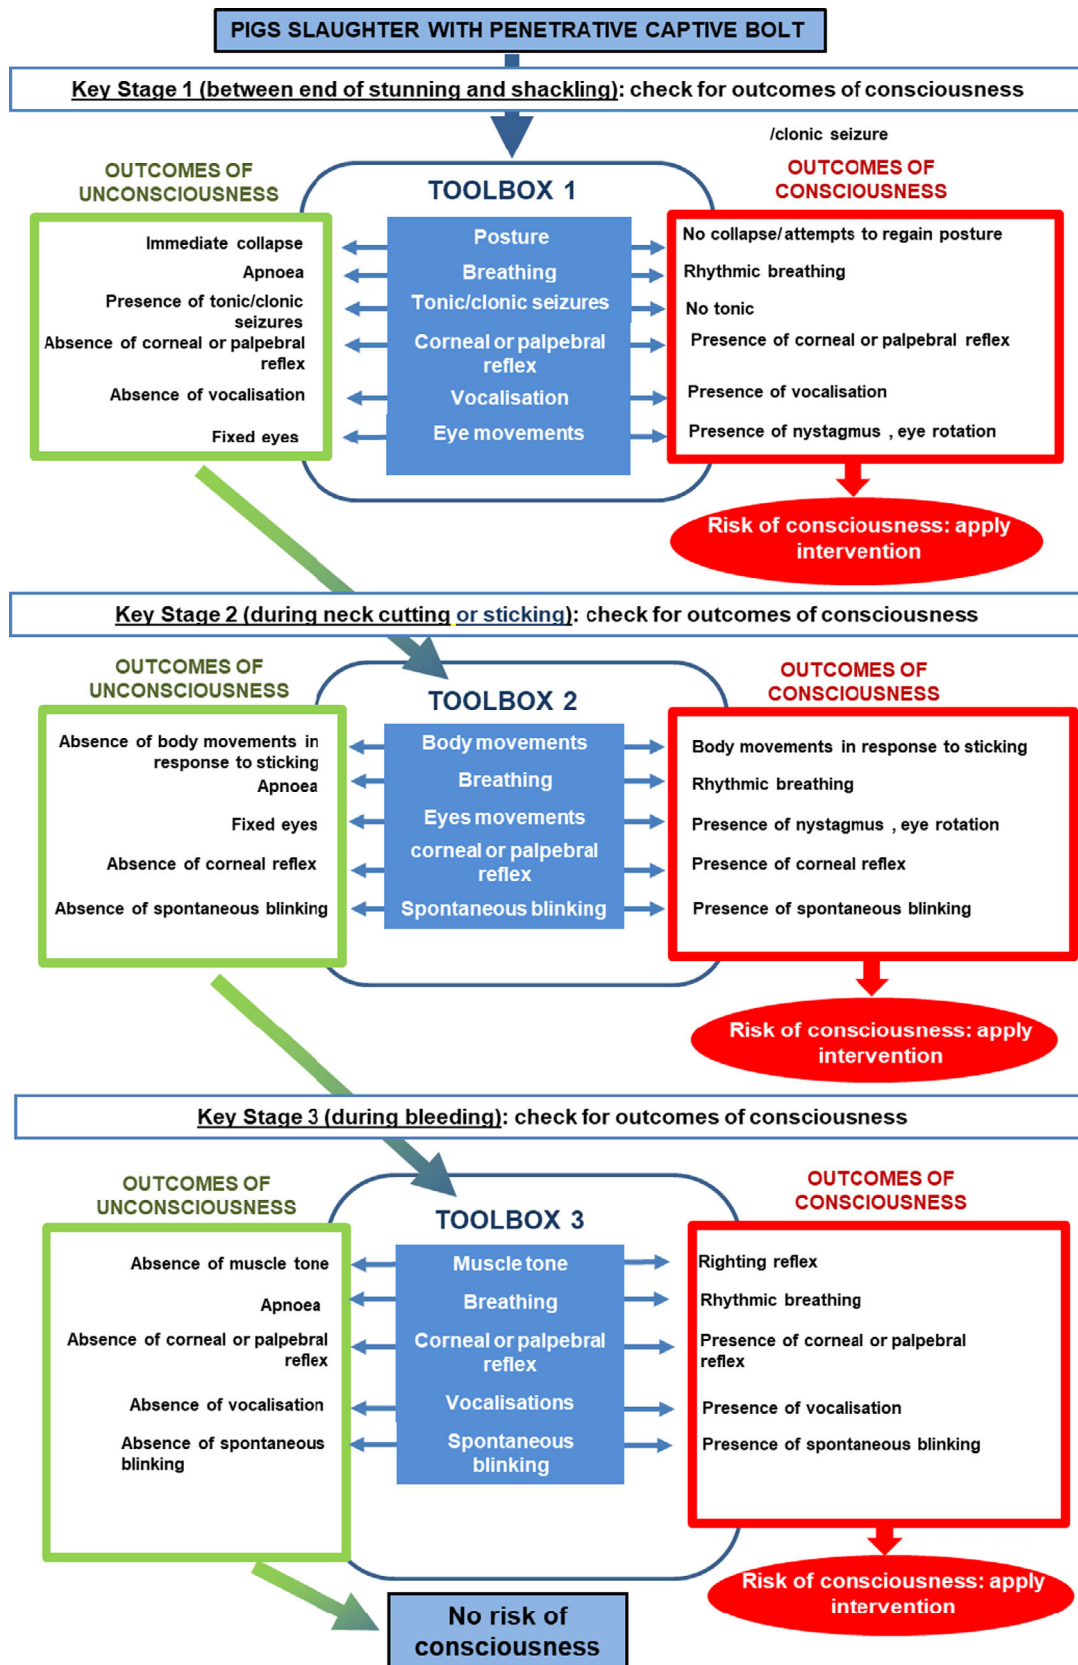 PIGS SLAUGHTER WITH PENETRATIVE CAPTIVE BOLT
Key Stage 1 (between end of stunning and shackling): check for outcomes of consciousness
/clonic seizure
OUTCOMES OF
UNCONSCIOUSNESS
TOOLBOX 1
OUTCOMES OF
CONSCIOUSNESS
Immediate collapse
Posture
No collapse/ attempts to regain posture
Apnoea
Breathing
Rhythmic breathing
Presence of tonic/clonic
seizures
Tonic/clonic seizures
No tonic
Absence of corneal or palpebral
reflex
Corneal or palpebral
reflex
Presence of corneal or palpebral reflex
Absence of vocalisation
Vocalisation
Presence of vocalisation
Fixed eyes
Eye movements
Presence of nystagmus , eye rotation
Risk of consciousness: apply
intervention
Key Stage 2 (during neck cutting or sticking): check for outcomes of consciousness
OUTCOMES OF
UNCONSCIOUSNESS
TOOLBOX 2
OUTCOMES OF
CONSCIOUSNESS
Absence of body movements in
response to sticking
Body movements
Body movements in response to sticking
Apnoea
Breathing
Rhythmic breathing
Fixed eyes
Eyes movements
Presence of nystagmus , eye rotation
Absence of corneal reflex
corneal or palpebral
reflex
Presence of corneal reflex
Absence of spontaneous blinking
Spontaneous blinking
Presence of spontaneous blinking
Risk of consciousness: apply
intervention
Key Stage 3 (during bleeding): check for outcomes of consciousness
OUTCOMES OF
UNCONSCIOUSNESS
TOOLBOX 3
OUTCOMES OF
CONSCIOUSNESS
Absence of muscle tone
Muscle tone
Righting reflex
Apnoea
Breathing
Rhythmic breathing
Absence of corneal or palpebral
reflex
Corneal or palpebral
reflex
Presence of corneal or palpebral
reflex
Absence of vocalisation
Vocalisations
Presence of vocalisation
Absence of spontaneous
blinking
Spontaneous
blinking
Presence of spontaneous blinking
Risk of consciousness: apply
intervention
No risk of
consciousness